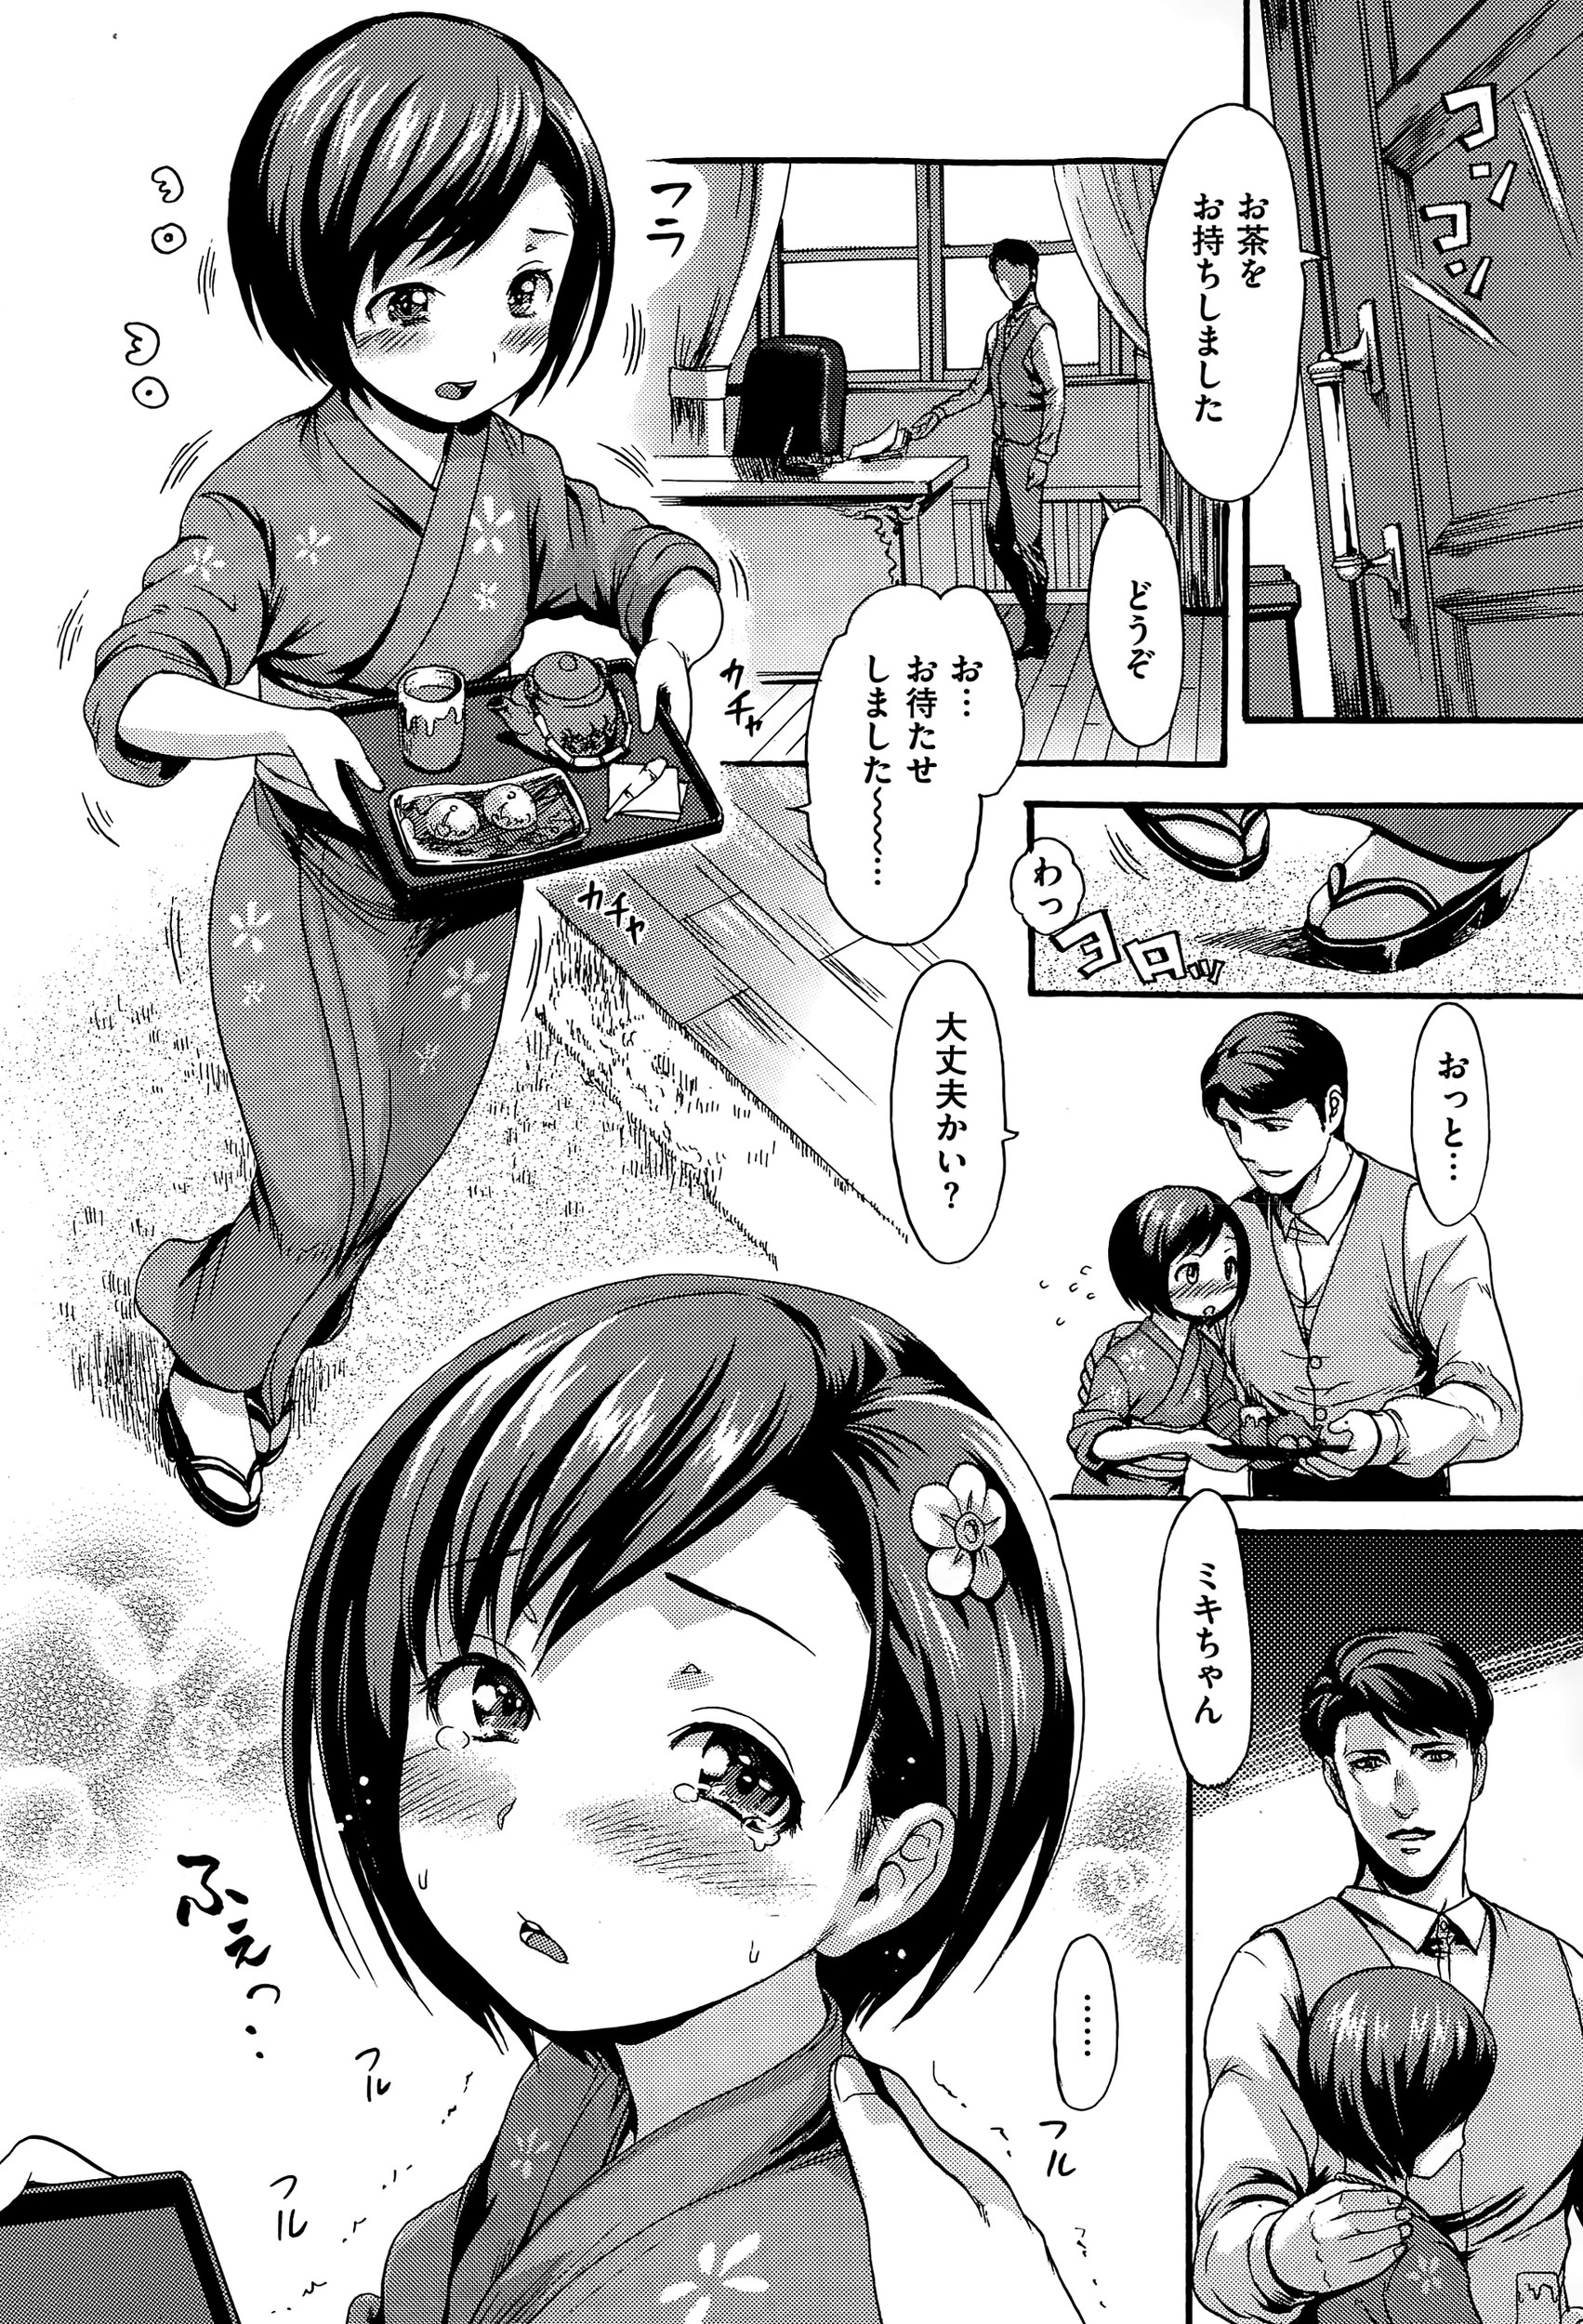 コンコン
お茶を
お持ちしました
どうぞ
フラ
フラ
お…
お待たせ
しました～～～…
カチャ
カチャ
わっ
ヨロッ
おっと…
大丈夫かい？
ミキちゃん
……
ふぇっ…
フル
フル
フル